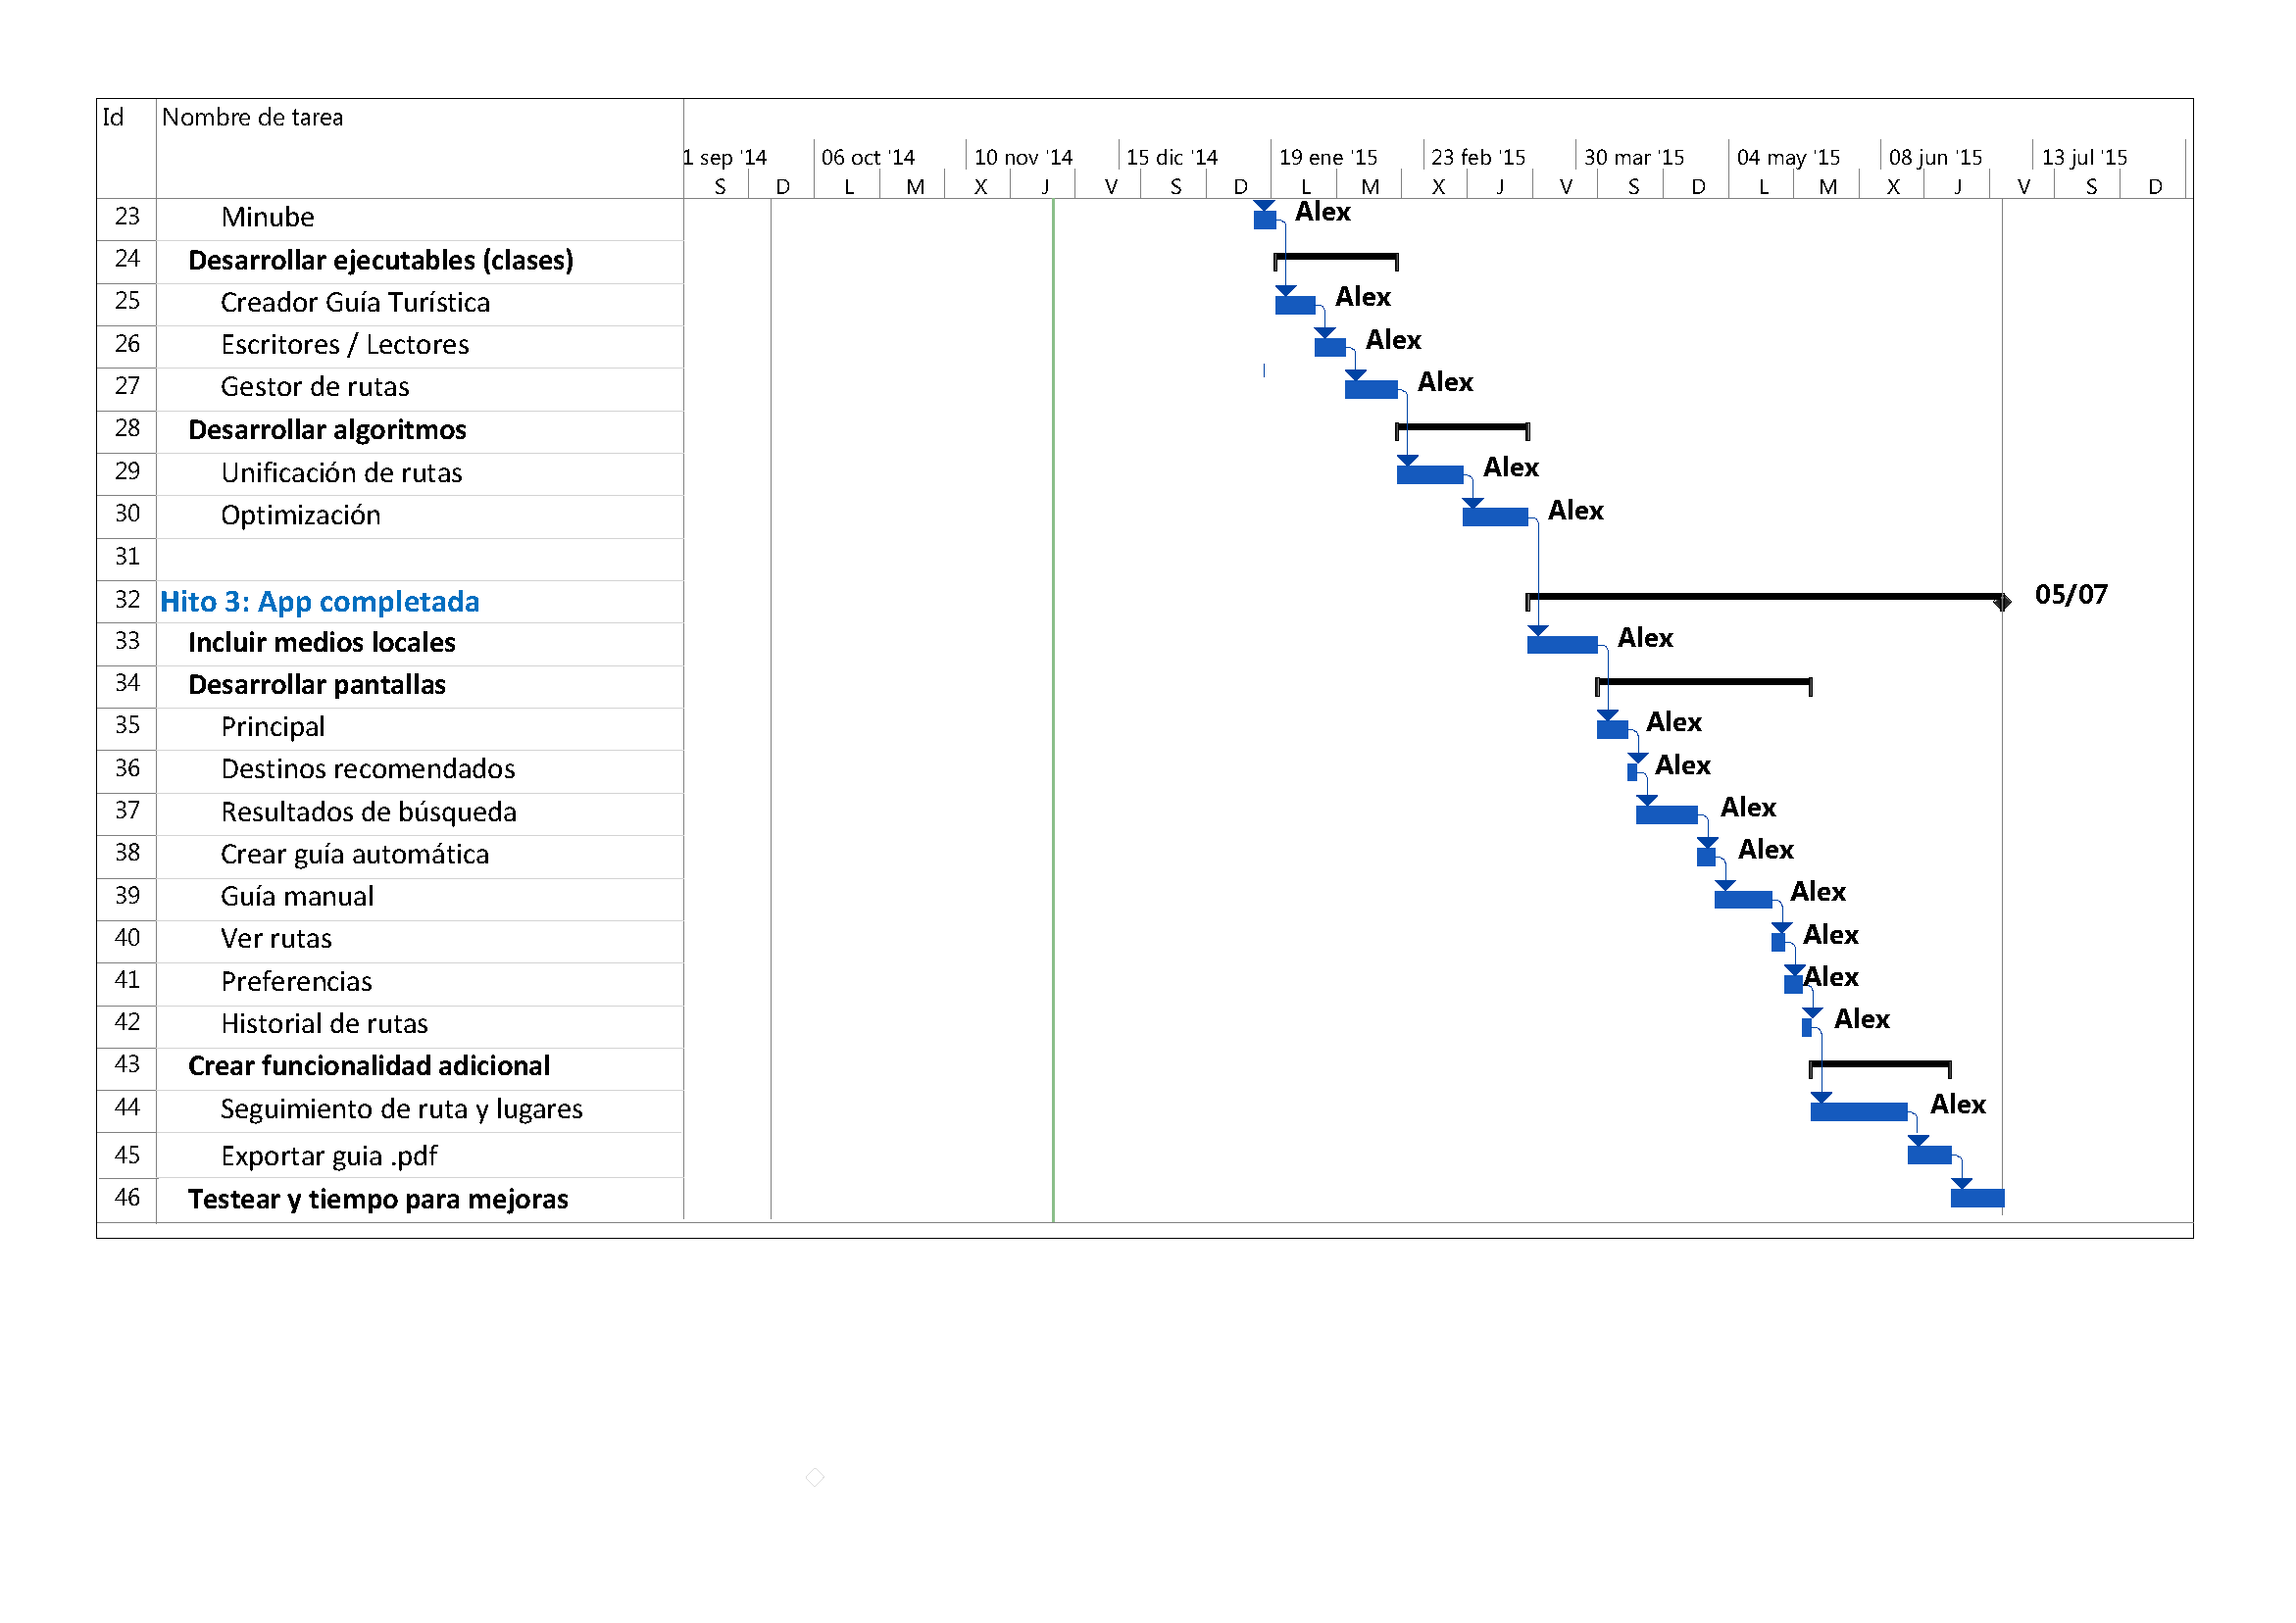 Id Nombre de tarea
1 sep '14 06 oct '14 10 nov '14 15 dic '14 19 ene '15 23 feb '15 30 mar '15 04 may '15 08 jun '15 13 jul '15
S D L M X J V S D L M X J V S D L M X J V S D
23 Minube Alex
24 Desarrollar ejecutables (clases)
25 Creador Guía Turística Alex
26 Escritores / Lectores Alex
27 Gestor de rutas Alex
28 Desarrollar algoritmos
29 Unificación de rutas Alex
30 Optimización Alex
31
32 Hito 3: App completada 05/07
33 Incluir medios locales Alex
34 Desarrollar pantallas
35 Principal Alex
36 Destinos recomendados Alex
37 Resultados de búsqueda Alex
38 Crear guía automática Alex
39 Guía manual Alex
40 Ver rutas Alex
41 Preferencias Alex
42 Historial de rutas Alex
43 Crear funcionalidad adicional
44 Seguimiento de ruta y lugares Alex
45 Exportar guia .pdf
46 Testear y tiempo para mejoras